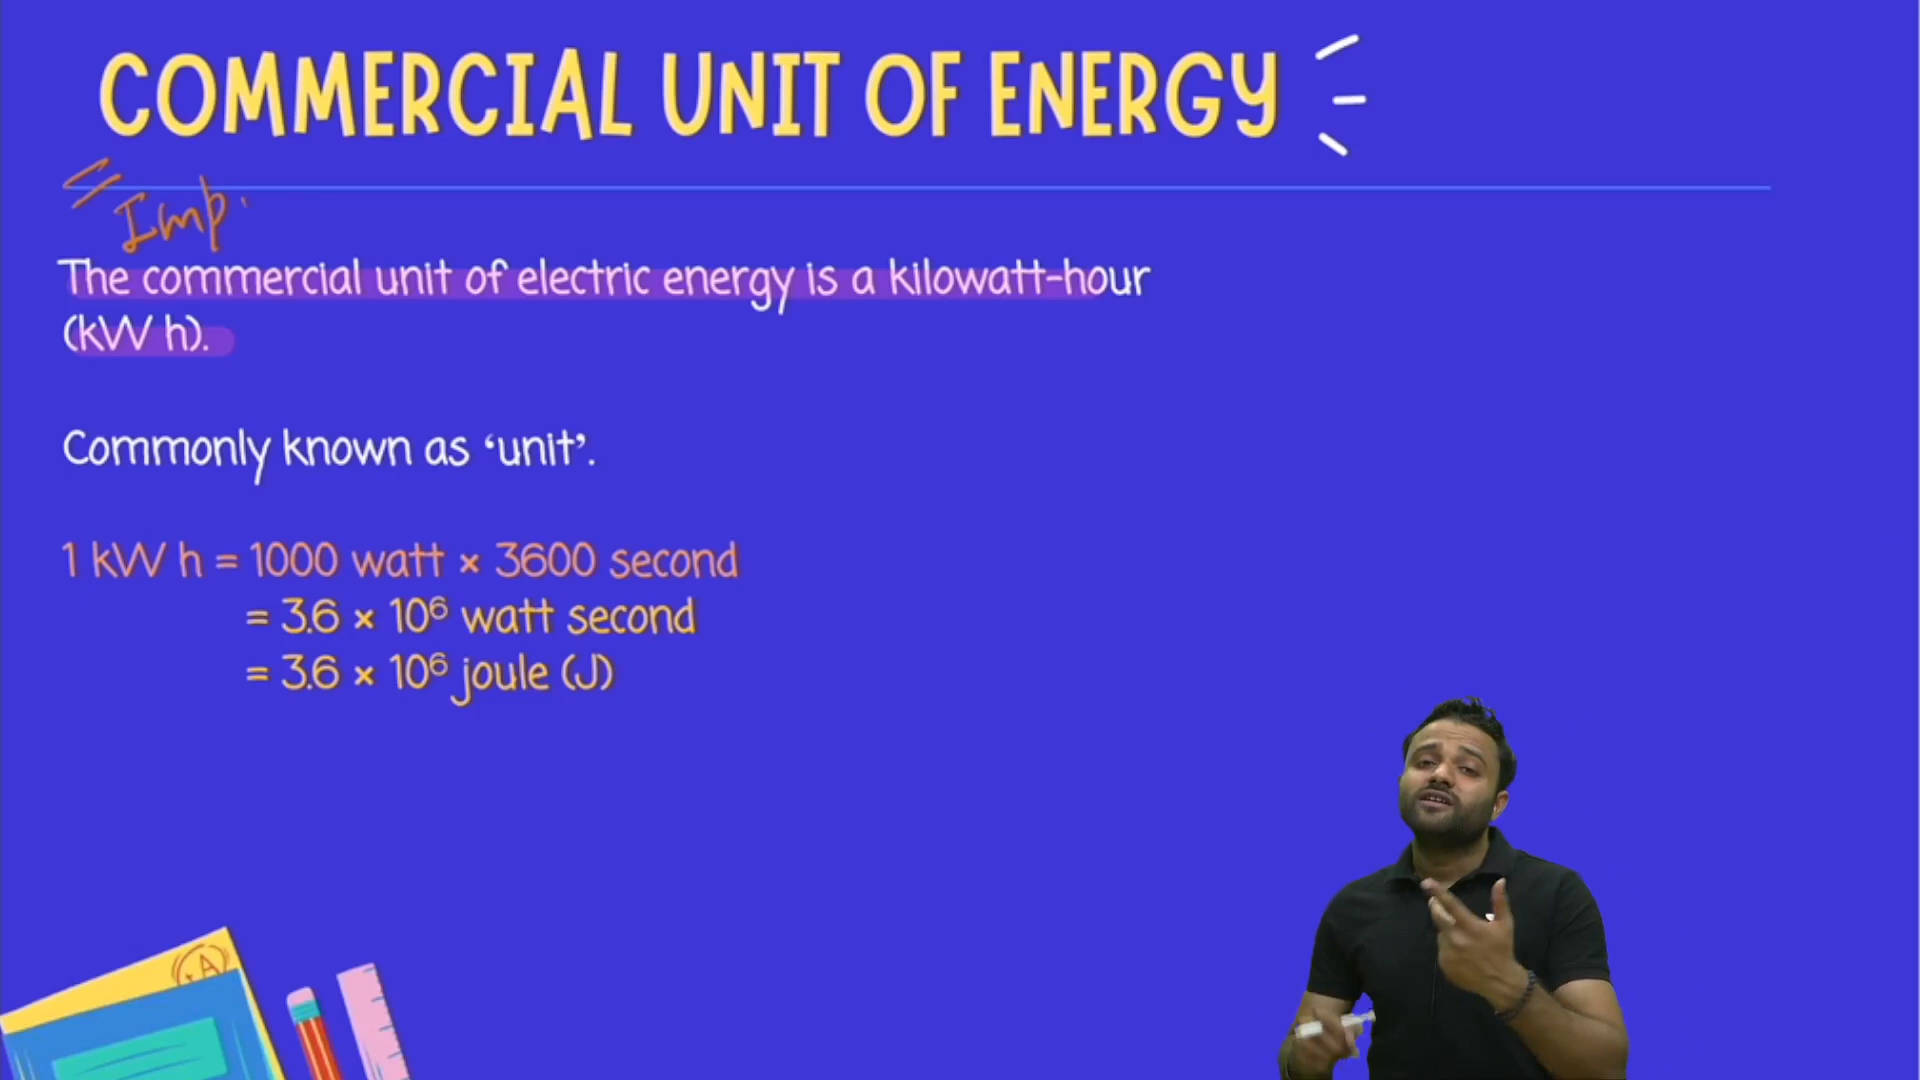 COMMERCIAL UNIT OF ENERGY
Imp.
The commercial unit of electric energy is a kilowatt-hour
(kW h).
Commonly known as ‘unit’.
1 kW h = 1000 watt × 3600 second
= 3.6 × 10⁶ watt second
= 3.6 × 10⁶ joule (J)
A